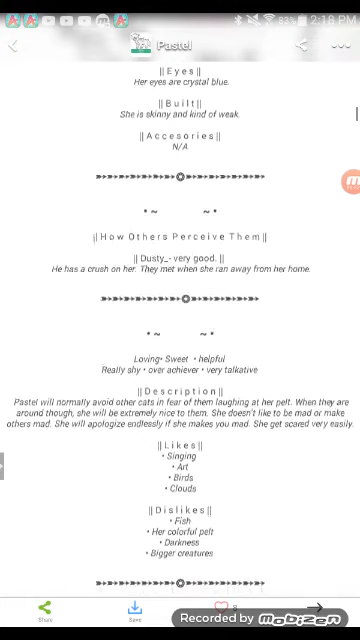 83% 2:18 PM
Pastel
|| E y e s ||
Her eyes are crystal blue.
|| B u i l t ||
She is skinny and kind of weak.
|| A c c e s o r i e s ||
N/A
• ~ ~ •
|| H o w O t h e r s P e r c e i v e T h e m ||
|| Dusty_- very good. ||
He has a crush on her. They met when she ran away from her home.
• ~ ~ •
Loving• Sweet • helpful
Really shy • over achiever • very talkative
|| D e s c r i p t i o n ||
Pastel will normally avoid other cats in fear of them laughing at her pelt. When they are
around though, she will be extremely nice to them. She doesn't like to be mad or make
others mad. She will apologize endlessly if she makes you mad. She get scared very easily.
|| L i k e s ||
• Singing
• Art
• Birds
• Clouds
|| D i s l i k e s ||
• Fish
• Her colorful pelt
• Darkness
• Bigger creatures
Share Save 8
Recorded by Mobizen